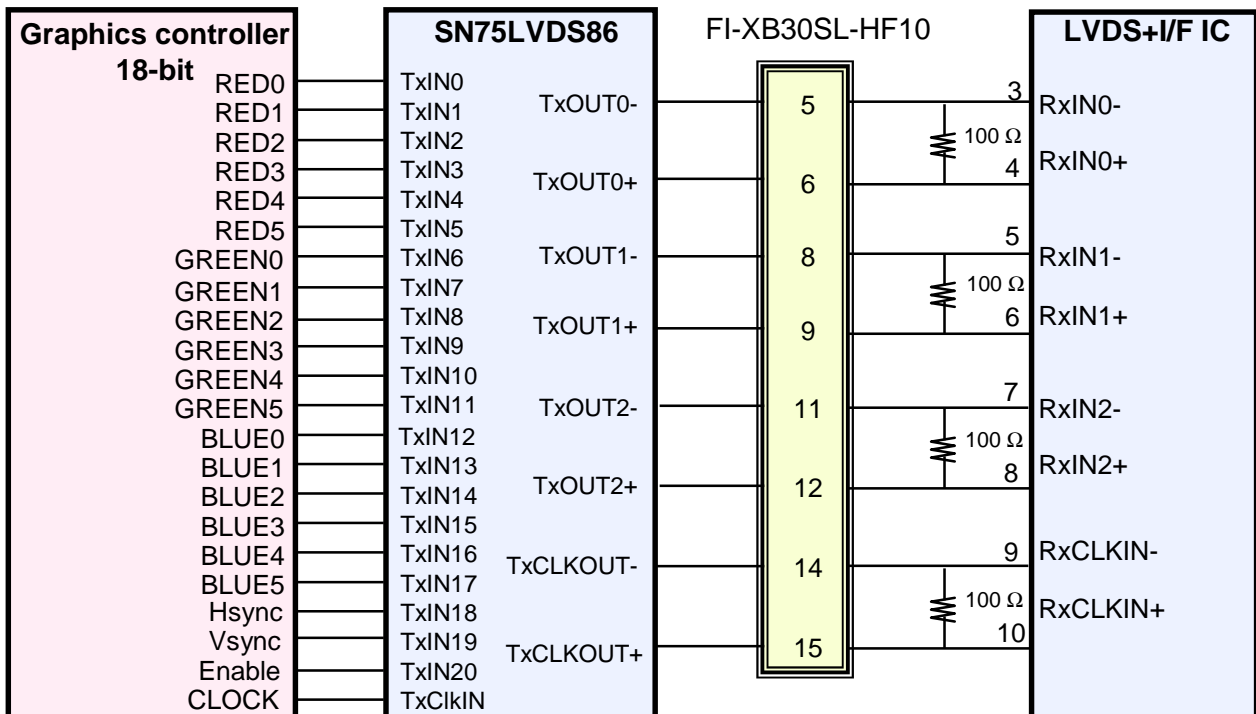 Graphics controller
18-bit
RED0
RED1
RED2
RED3
RED4
RED5
GREEN0
GREEN1
GREEN2
GREEN3
GREEN4
GREEN5
BLUE0
BLUE1
BLUE2
BLUE3
BLUE4
BLUE5
Hsync
Vsync
Enable
CLOCK
SN75LVDS86
TxIN0
TxIN1
TxIN2
TxIN3
TxIN4
TxIN5
TxIN6
TxIN7
TxIN8
TxIN9
TxIN10
TxIN11
TxIN12
TxIN13
TxIN14
TxIN15
TxIN16
TxIN17
TxIN18
TxIN19
TxIN20
TxClkIN
TxOUT0-
TxOUT0+
TxOUT1-
TxOUT1+
TxOUT2-
TxOUT2+
TxCLKOUT-
TxCLKOUT+
FI-XB30SL-HF10
5
6
8
9
11
12
14
15
3
100 Ω
4
5
100 Ω
6
7
100 Ω
8
9
100 Ω
10
LVDS+I/F IC
RxIN0-
RxIN0+
RxIN1-
RxIN1+
RxIN2-
RxIN2+
RxCLKIN-
RxCLKIN+